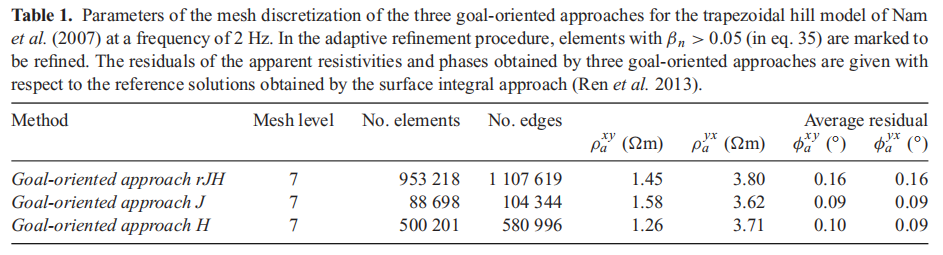 Table 1. Parameters of the mesh discretization of the three goal-oriented approaches for the trapezoidal hill model of Nam
et al. (2007) at a frequency of 2 Hz. In the adaptive refinement procedure, elements with βn > 0.05 (in eq. 35) are marked to
be refined. The residuals of the apparent resistivities and phases obtained by three goal-oriented approaches are given with
respect to the reference solutions obtained by the surface integral approach (Ren et al. 2013).
Method Mesh level No. elements No. edges Average residual
ρa^xy (Ωm) ρa^yx (Ωm) ϕa^xy (°) ϕa^yx (°)
Goal-oriented approach rJH 7 953 218 1 107 619 1.45 3.80 0.16 0.16
Goal-oriented approach J 7 88 698 104 344 1.58 3.62 0.09 0.09
Goal-oriented approach H 7 500 201 580 996 1.26 3.71 0.10 0.09